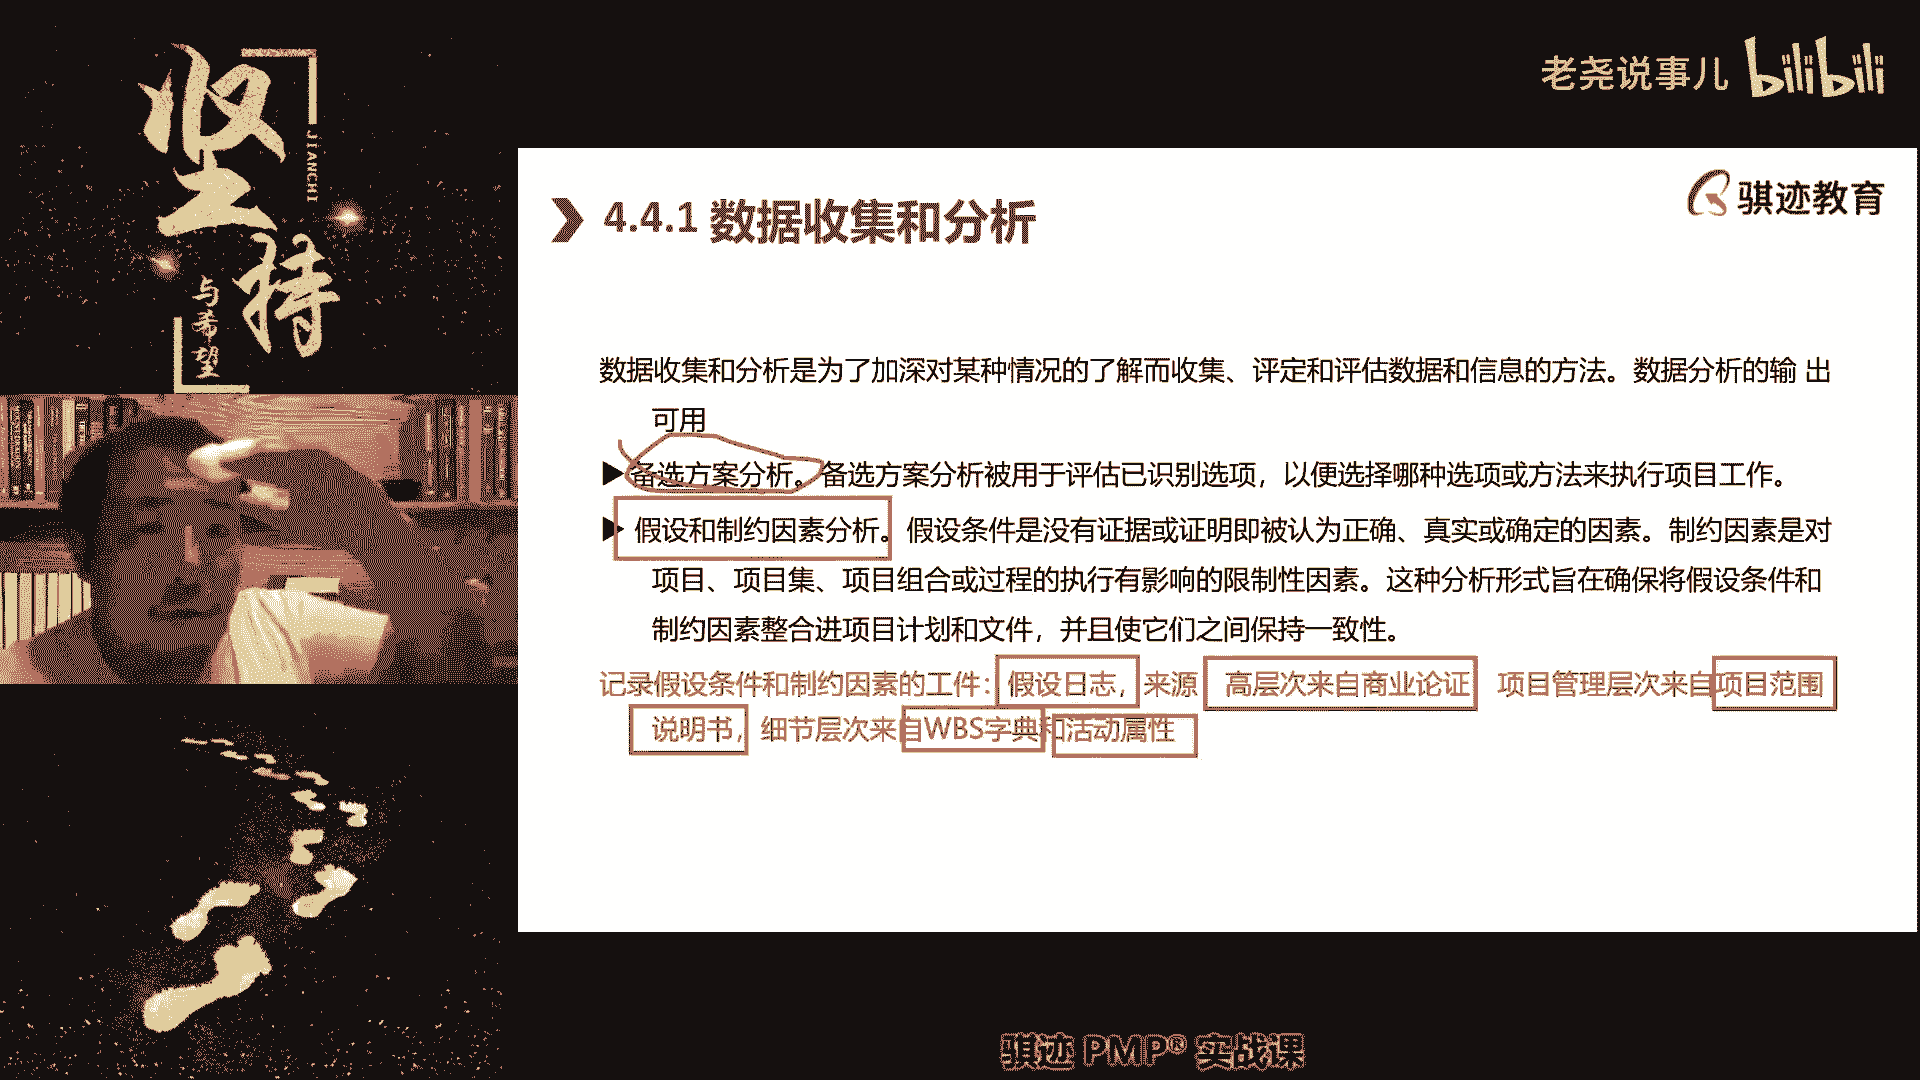 坚持
JIANCHI
与希望
老尧说事儿 bilibili
骐迹教育
4.4.1 数据收集和分析
数据收集和分析是为了加深对某种情况的了解而收集、评定和评估数据和信息的方法。数据分析的输 出
可用
备选方案分析。备选方案分析被用于评估已识别选项，以便选择哪种选项或方法来执行项目工作。
假设和制约因素分析。假设条件是没有证据或证明即被认为正确、真实或确定的因素。制约因素是对
项目、项目集、项目组合或过程的执行有影响的限制性因素。这种分析形式旨在确保将假设条件和
制约因素整合进项目计划和文件，并且使它们之间保持一致性。
记录假设条件和制约因素的工件：假设日志，来源 高层次来自商业论证 项目管理层次来自项目范围
说明书，细节层次来自WBS字典和活动属性
骐迹 PMP® 实战课